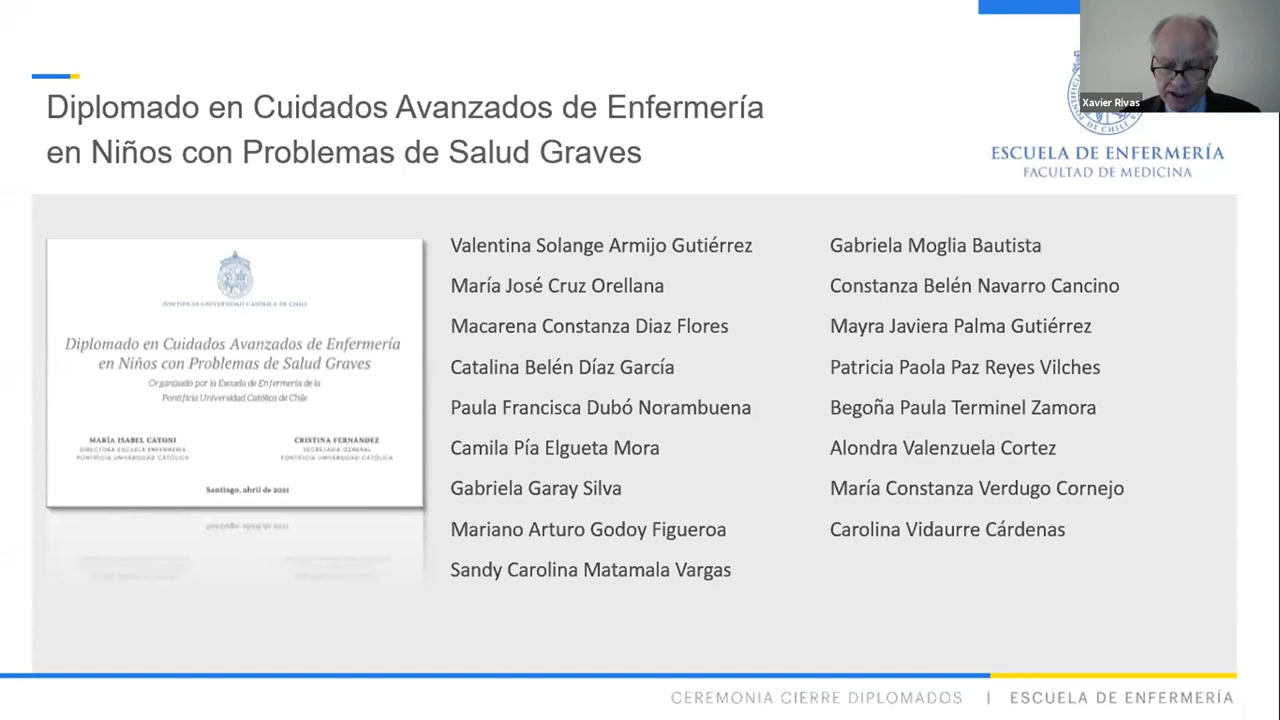 Xavier Rivas
Diplomado en Cuidados Avanzados de Enfermería
en Niños con Problemas de Salud Graves
ESCUELA DE ENFERMERÍA
FACULTAD DE MEDICINA
PONTIFICIA UNIVERSIDAD CATÓLICA DE CHILE
Diplomado en Cuidados Avanzados de Enfermería
en Niños con Problemas de Salud Graves
Organizado por la Escuela de Enfermería de la
Pontificia Universidad Católica de Chile
MARÍA ISABEL CATONI
DIRECTORA ESCUELA ENFERMERÍA
PONTIFICIA UNIVERSIDAD CATÓLICA
CRISTINA FERNÁNDEZ
SECRETARIA GENERAL
PONTIFICIA UNIVERSIDAD CATÓLICA
Santiago, abril de 2021
Valentina Solange Armijo Gutiérrez
María José Cruz Orellana
Macarena Constanza Diaz Flores
Catalina Belén Díaz García
Paula Francisca Dubó Norambuena
Camila Pía Elgueta Mora
Gabriela Garay Silva
Mariano Arturo Godoy Figueroa
Sandy Carolina Matamala Vargas
Gabriela Moglia Bautista
Constanza Belén Navarro Cancino
Mayra Javiera Palma Gutiérrez
Patricia Paola Paz Reyes Vilches
Begoña Paula Terminel Zamora
Alondra Valenzuela Cortez
María Constanza Verdugo Cornejo
Carolina Vidaurre Cárdenas
CEREMONIA CIERRE DIPLOMADOS | ESCUELA DE ENFERMERÍA